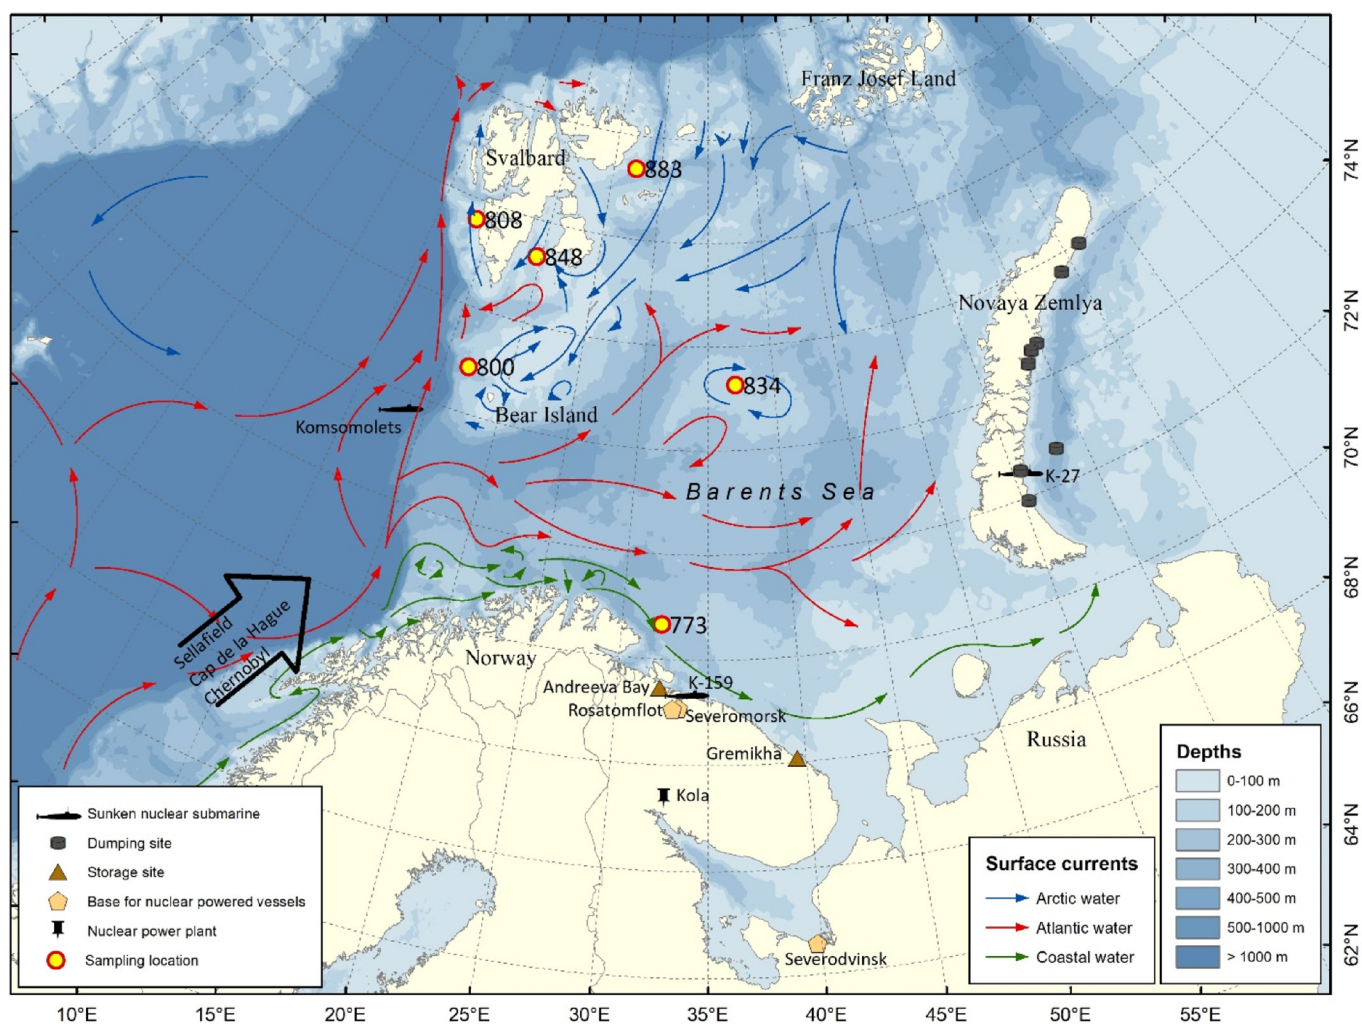 Franz Josef Land
Svalbard
883
808
848
Novaya Zemlya
800
834
Bear Island
Komsomolets
Barents Sea
K-27
Sellafield
Cap de la Hague
Chernobyl
773
Norway
Andreeva Bay
K-159
Rosatomflot
Severomorsk
Gremikha
Russia
Kola
Severodvinsk
Sunken nuclear submarine
Dumping site
Storage site
Base for nuclear powered vessels
Nuclear power plant
Sampling location
Surface currents
Arctic water
Atlantic water
Coastal water
Depths
0-100 m
100-200 m
200-300 m
300-400 m
400-500 m
500-1000 m
> 1000 m
74°N
72°N
70°N
68°N
66°N
64°N
62°N
10°E
15°E
20°E
25°E
30°E
35°E
40°E
45°E
50°E
55°E